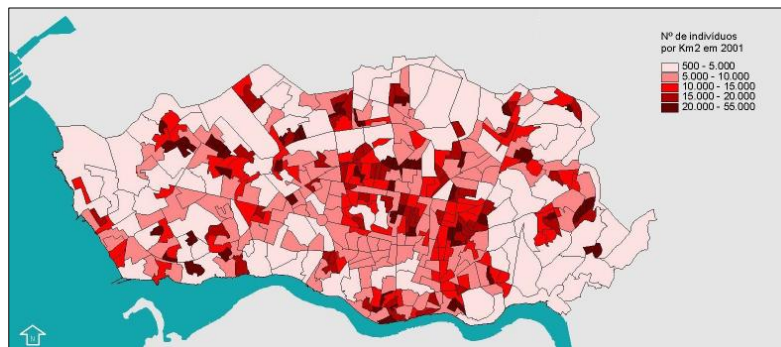 Nº de indivíduos
por Km2 em 2001
500 - 5.000
5.000 - 10.000
10.000 - 15.000
15.000 - 20.000
20.000 - 55.000
N